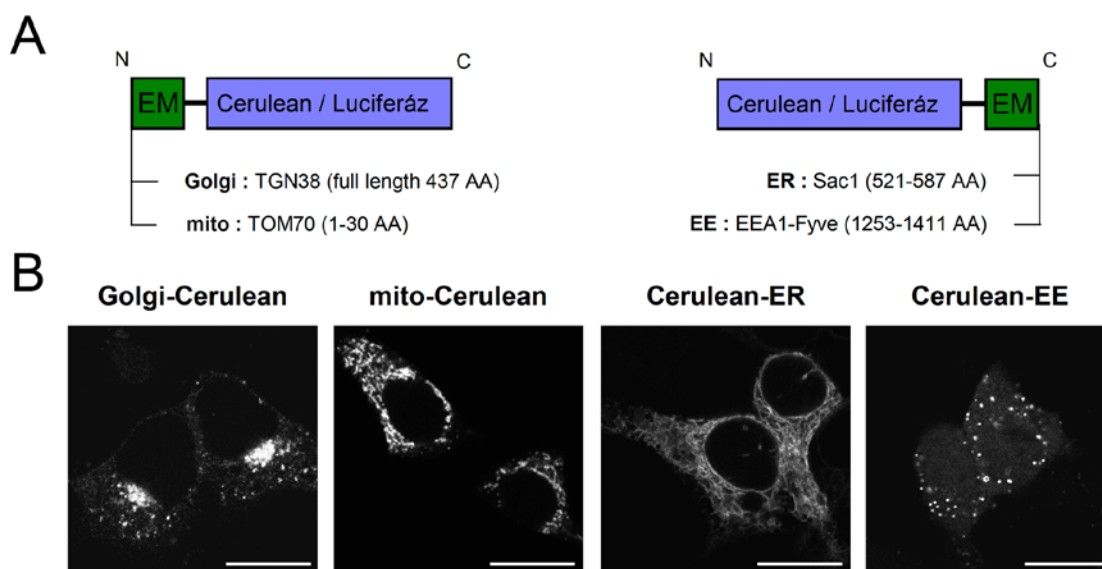 A
N
C
N
C
EM
Cerulean / Luciferáz
Cerulean / Luciferáz
EM
Golgi : TGN38 (full length 437 AA)
ER : Sac1 (521-587 AA)
mito : TOM70 (1-30 AA)
EE : EEA1-Fyve (1253-1411 AA)
B
Golgi-Cerulean
mito-Cerulean
Cerulean-ER
Cerulean-EE